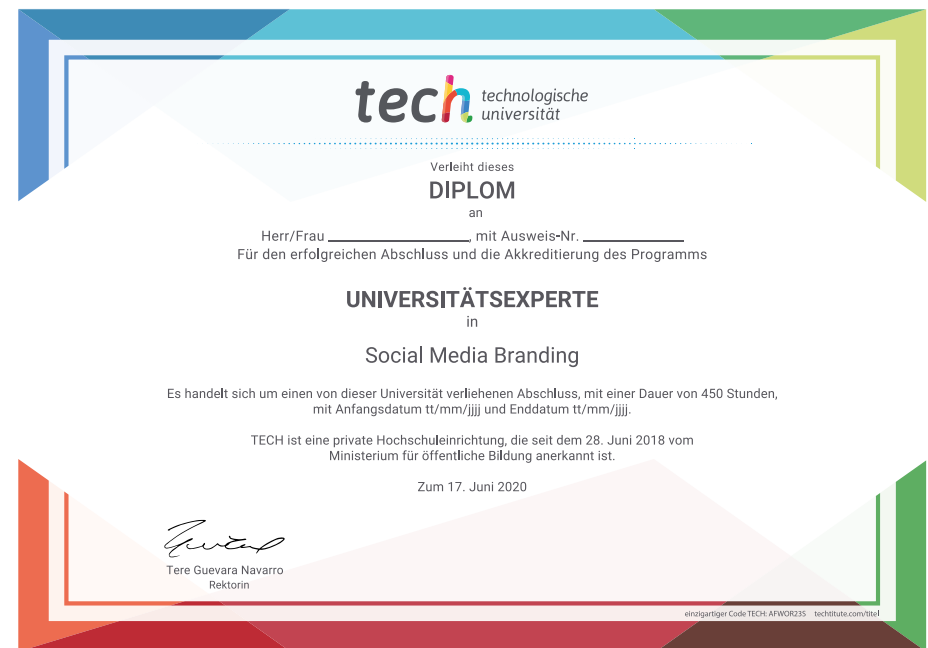 tech technologische
universität
Verleiht dieses
DIPLOM
an
Herr/Frau ____________________, mit Ausweis-Nr. ______________
Für den erfolgreichen Abschluss und die Akkreditierung des Programms
UNIVERSITÄTSEXPERTE
in
Social Media Branding
Es handelt sich um einen von dieser Universität verliehenen Abschluss, mit einer Dauer von 450 Stunden,
mit Anfangsdatum tt/mm/jjjj und Enddatum tt/mm/jjjj.
TECH ist eine private Hochschuleinrichtung, die seit dem 28. Juni 2018 vom
Ministerium für öffentliche Bildung anerkannt ist.
Zum 17. Juni 2020
Tere Guevara Navarro
Rektorin
einzigartiger Code TECH: AFWOR23S techtitute.com/titel